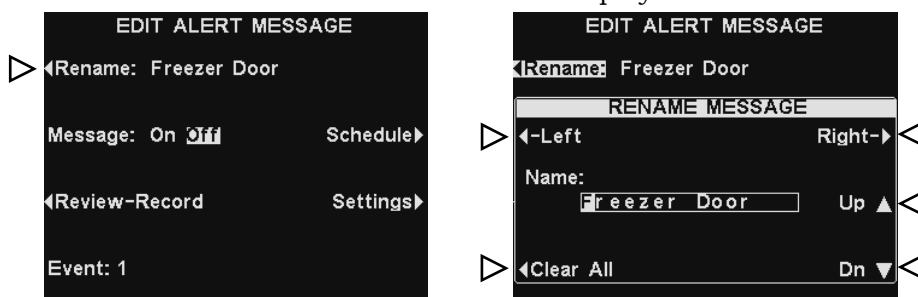 EDIT ALERT MESSAGE
◀Rename: Freezer Door
Message: On Off Schedule▶
◀Review-Record Settings▶
Event: 1
EDIT ALERT MESSAGE
◀Rename: Freezer Door
RENAME MESSAGE
◀-Left Right-▶
Name:
Freezer Door Up ▲
◀Clear All Dn ▼